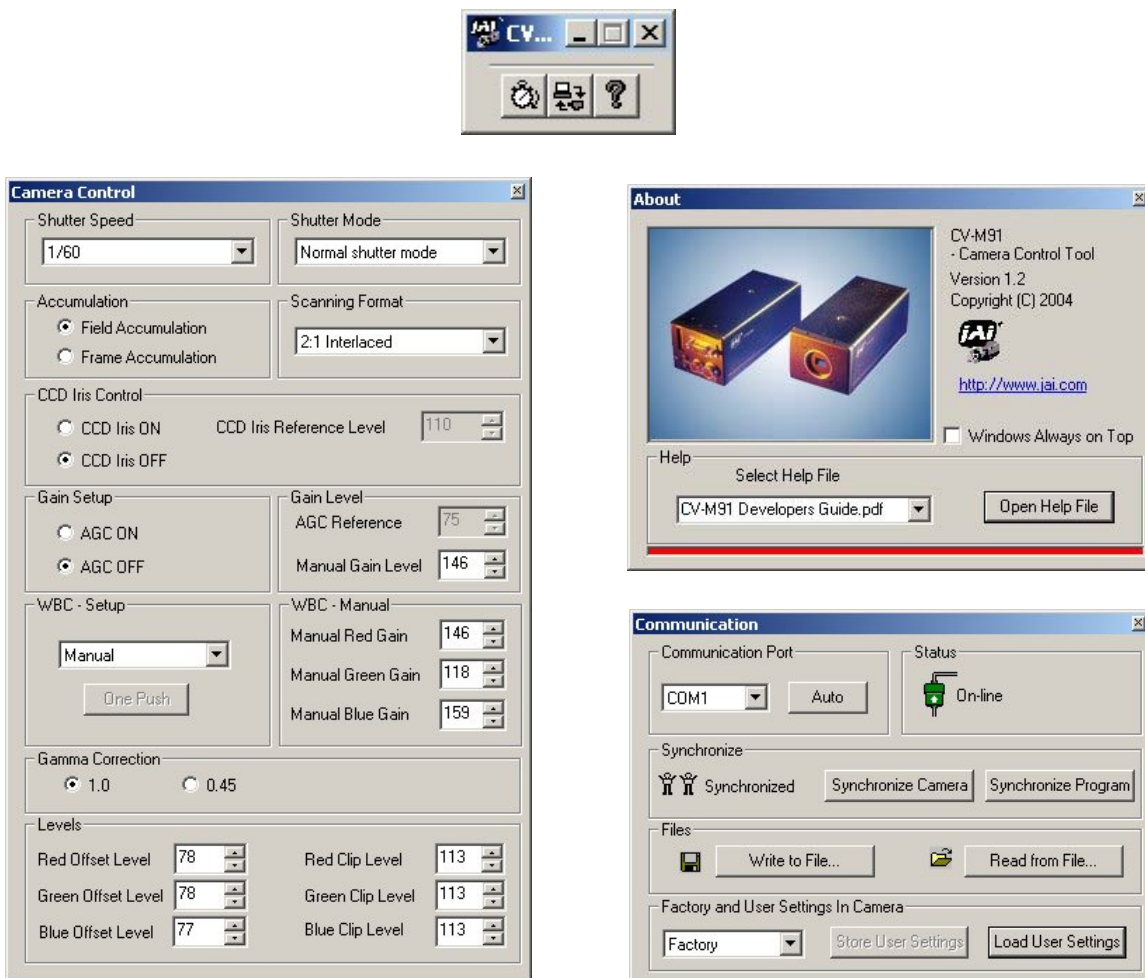 CV...
Camera Control
Shutter Speed
1/60
Shutter Mode
Normal shutter mode
Accumulation
Field Accumulation
Frame Accumulation
Scanning Format
2:1 Interlaced
CCD Iris Control
CCD Iris ON
CCD Iris Reference Level
110
CCD Iris OFF
Gain Setup
AGC ON
AGC OFF
Gain Level
AGC Reference
75
Manual Gain Level
146
WBC - Setup
Manual
One Push
WBC - Manual
Manual Red Gain
146
Manual Green Gain
118
Manual Blue Gain
159
Gamma Correction
1.0
0.45
Levels
Red Offset Level
78
Red Clip Level
113
Green Offset Level
78
Green Clip Level
113
Blue Offset Level
77
Blue Clip Level
113
About
CV-M91
- Camera Control Tool
Version 1.2
Copyright (C) 2004
JAI
http://www.jai.com
Windows Always on Top
Help
Select Help File
CV-M91 Developers Guide.pdf
Open Help File
Communication
Communication Port
COM1
Auto
Status
On-line
Synchronize
Synchronized
Synchronize Camera
Synchronize Program
Files
Write to File...
Read from File...
Factory and User Settings In Camera
Factory
Store User Settings
Load User Settings